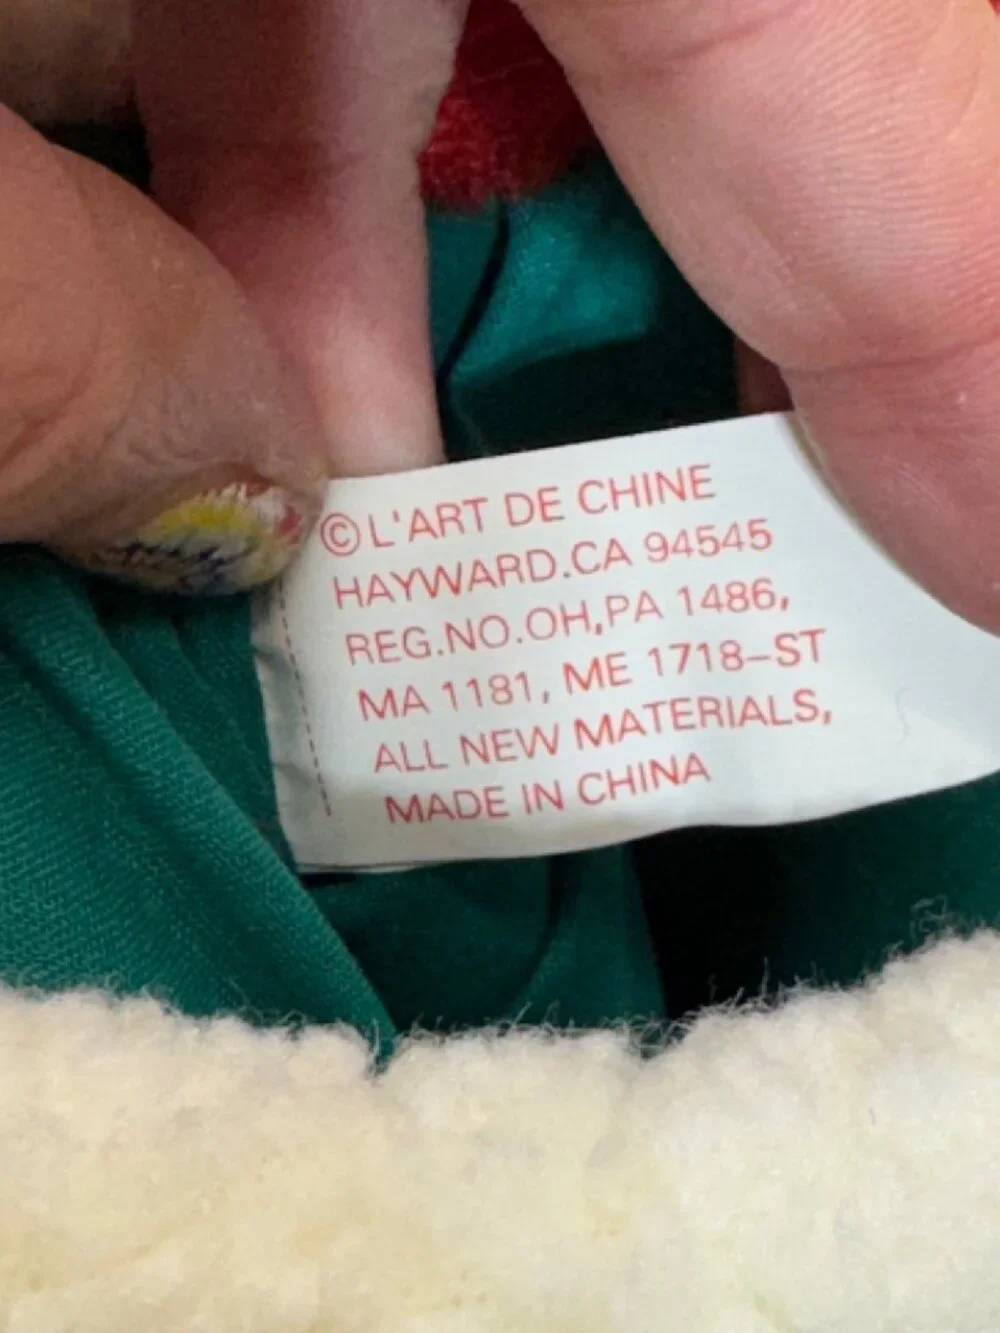 ©L'ART DE CHINE
HAYWARD.CA 94545
REG.NO.OH,PA 1486,
MA 1181, ME 1718-ST
ALL NEW MATERIALS,
MADE IN CHINA